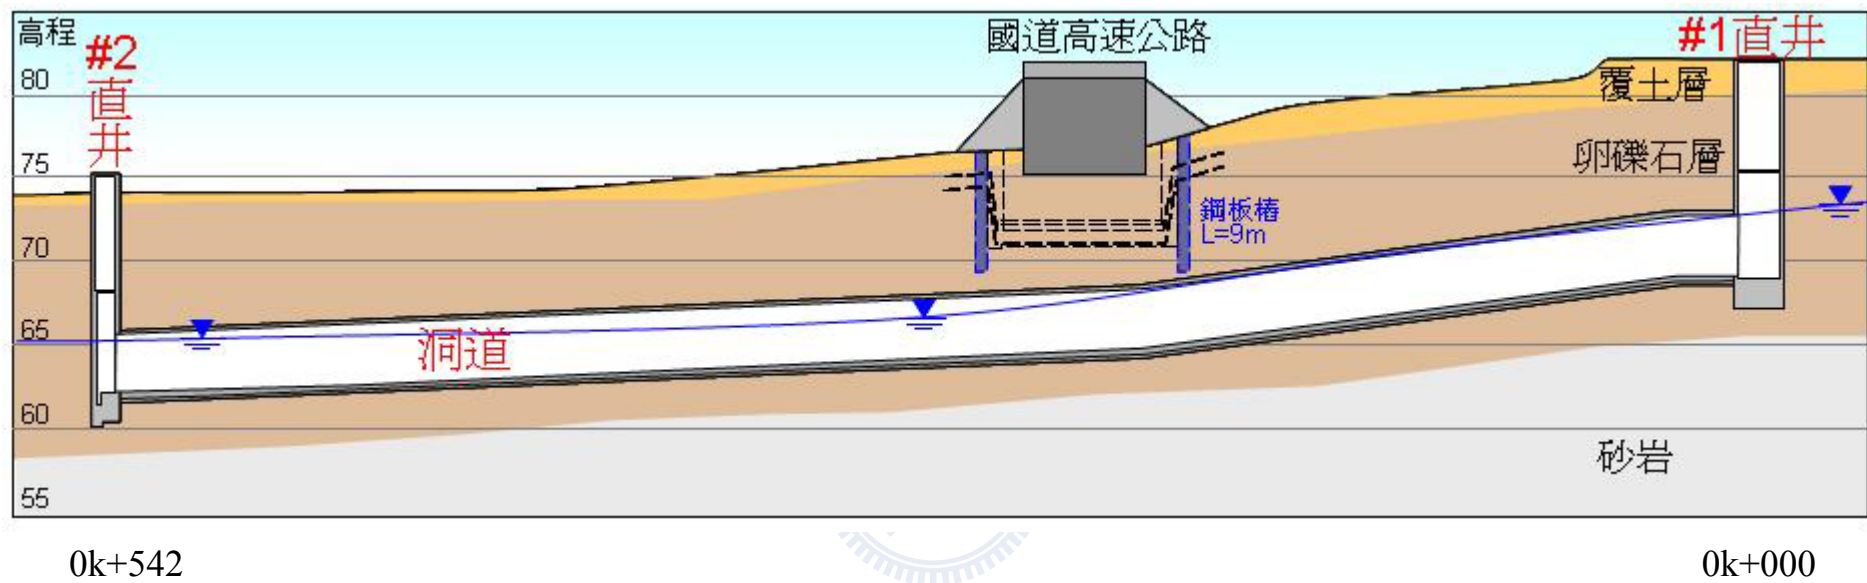 高程
#2
直
井
國道高速公路
#1直井
80
覆土層
75
卵礫石層
鋼板樁
L=9m
70
65
洞道
60
砂岩
55
0k+542
0k+000